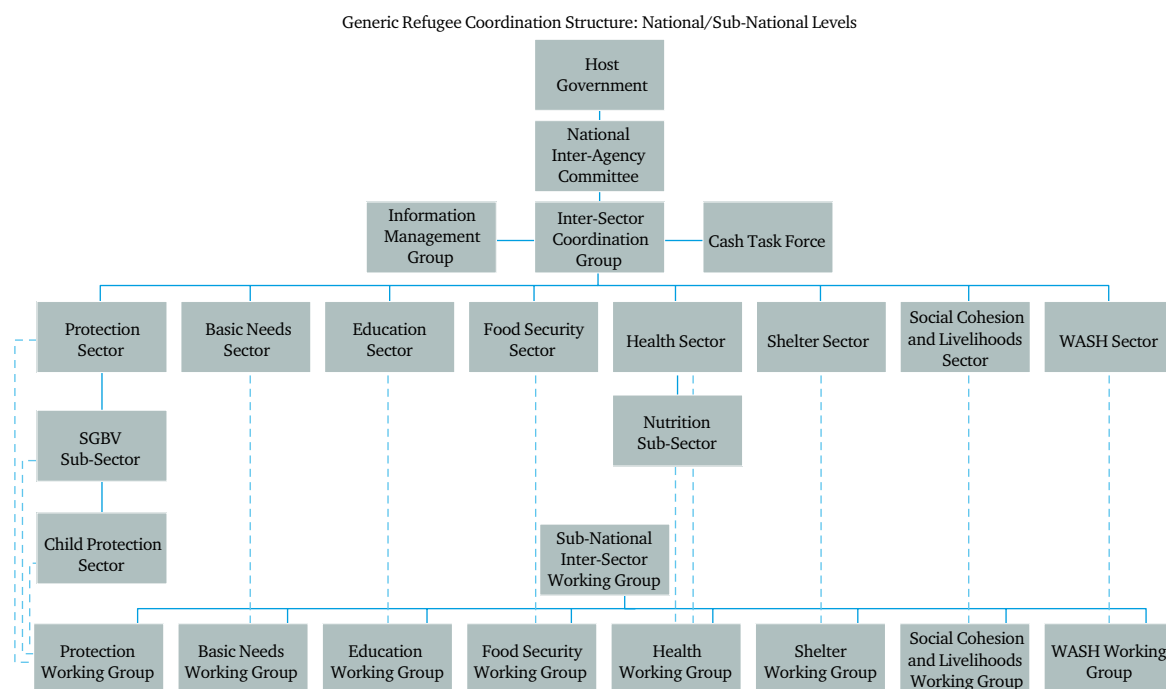 Generic Refugee Coordination Structure: National/Sub-National Levels
Host
Government
National
Inter-Agency
Committee
Information
Management
Group
Inter-Sector
Coordination
Group
Cash Task Force
Protection
Sector
Basic Needs
Sector
Education
Sector
Food Security
Sector
Health Sector
Shelter Sector
Social Cohesion
and Livelihoods
Sector
WASH Sector
SGBV
Sub-Sector
Nutrition
Sub-Sector
Child Protection
Sector
Sub-National
Inter-Sector
Working Group
Protection
Working Group
Basic Needs
Working Group
Education
Working Group
Food Security
Working Group
Health
Working Group
Shelter
Working Group
Social Cohesion
and Livelihoods
Working Group
WASH Working
Group